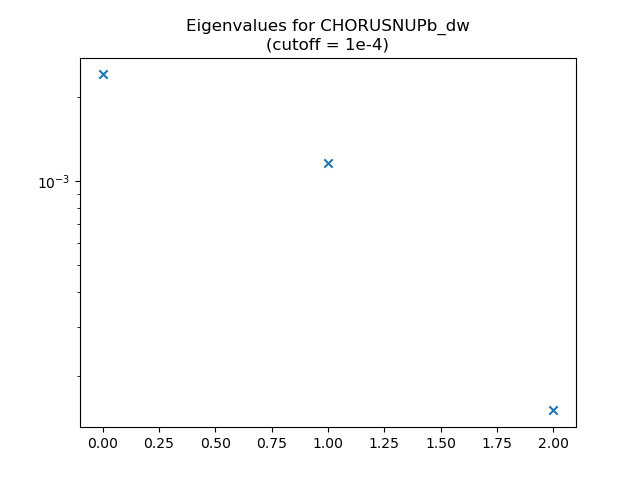 Eigenvalues for CHORUSNUPb_dw
(cutoff = 1e-4)
10⁻³
0.00 0.25 0.50 0.75 1.00 1.25 1.50 1.75 2.00